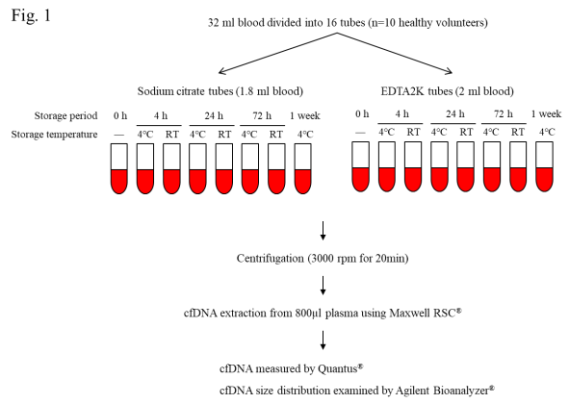 Fig. 1
32 ml blood divided into 16 tubes (n=10 healthy volunteers)
Sodium citrate tubes (1.8 ml blood) EDTA2K tubes (2 ml blood)
Storage period 0 h 4 h 24 h 72 h 1 week 0 h 4 h 24 h 72 h 1 week
Storage temperature — 4℃ RT 4℃ RT 4℃ RT 4℃ — 4℃ RT 4℃ RT 4℃ RT 4℃
Centrifugation (3000 rpm for 20min)
cfDNA extraction from 800μl plasma using Maxwell RSC®
cfDNA measured by Quantus®
cfDNA size distribution examined by Agilent Bioanalyzer®